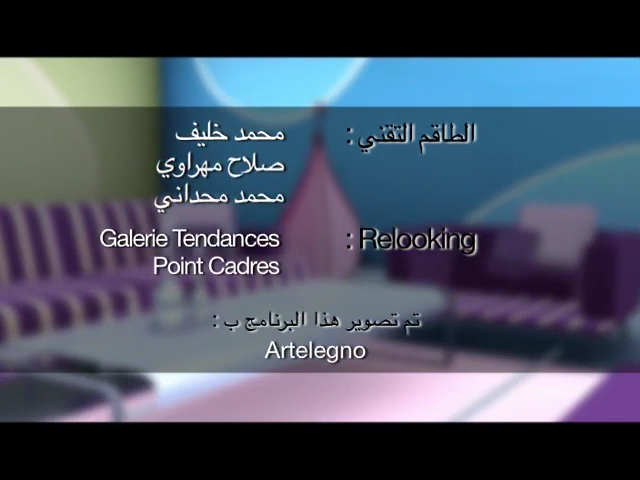 الطاقم التقني : محمد خليف
صلاح مهراوي
محمد محداني
Relooking : Galerie Tendances
Point Cadres
تم تصوير هذا البرنامج ب :
Artelegno